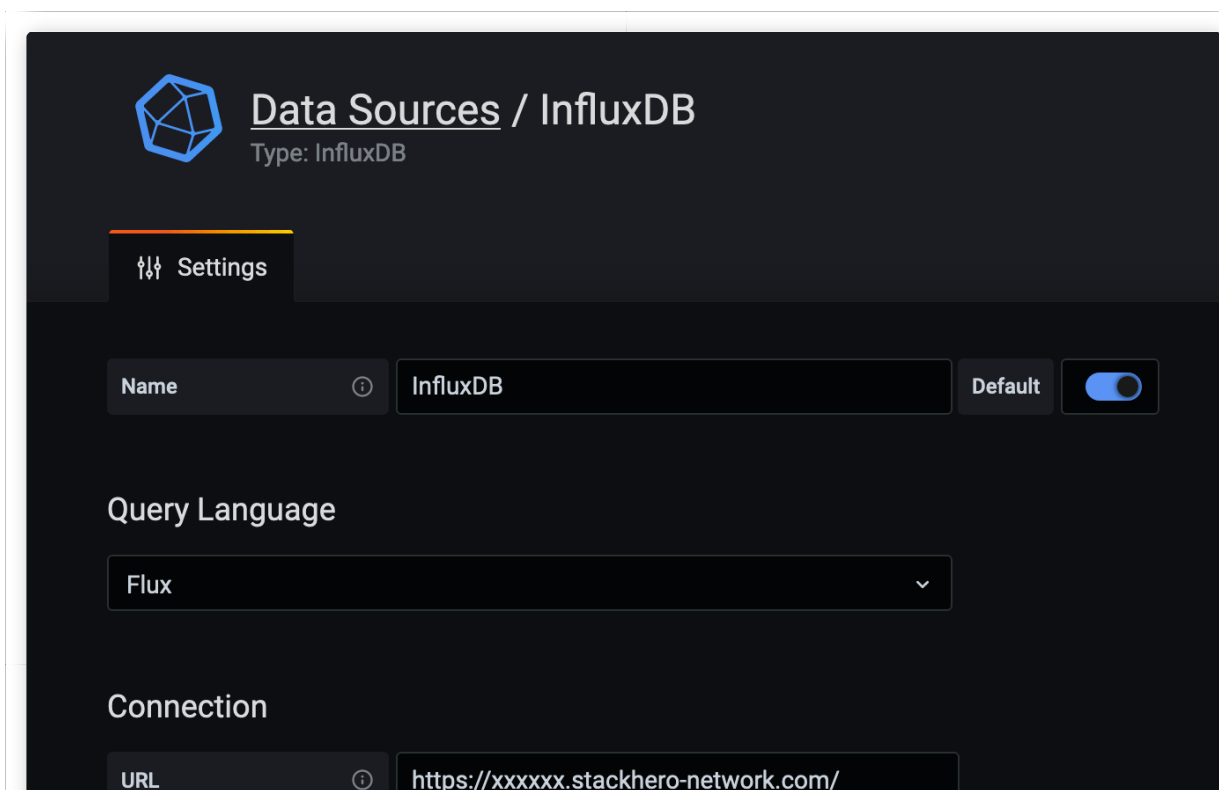 Data Sources / InfluxDB
Type: InfluxDB
Settings
Name InfluxDB Default
Query Language
Flux
Connection
URL https://xxxxxx.stackhero-network.com/